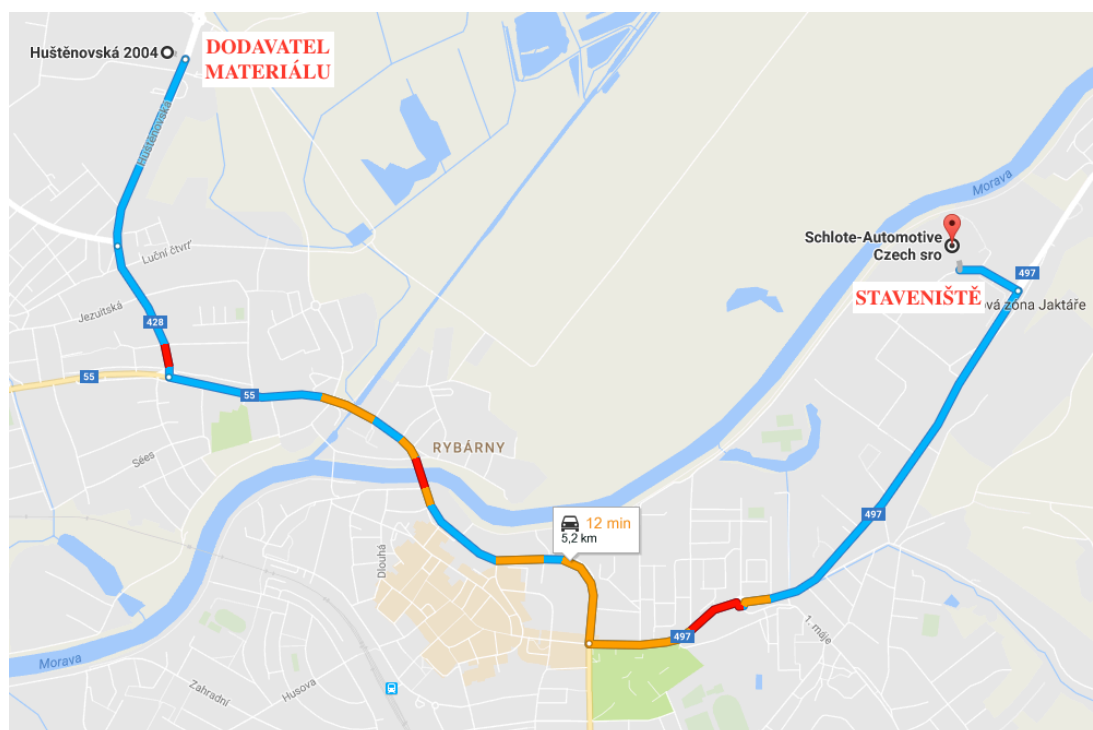 Huštěnovská 2004
DODAVATEL
MATERIÁLU
Huštěnovská
Morava
Schlote-Automotive
Czech sro
Luční čtvrť
497
STAVENIŠTĚ
ová zóna Jaktáře
Jezuitská
428
55
55
RYBÁRNY
Sées
497
12 min
5,2 km
Dlouhá
1. máje
497
Morava
Zahradní
Husova